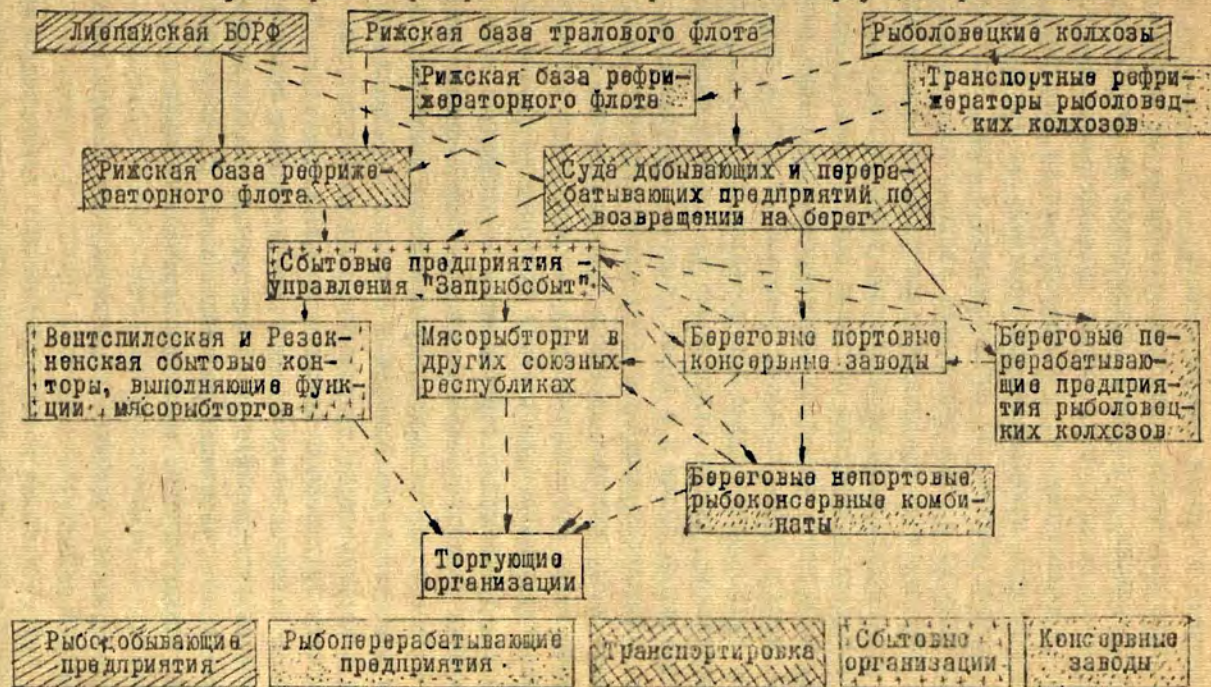 Лиепайская БОРФ
Рижская база тралового флота
Рыболовецкие колхозы
Рижская база рефри-
жераторного флота
Транспортные рефри-
жераторы рыболовец-
ких колхозов
Рижская база рефриже-
раторного флота
Суда добывающих и перера-
батывающих предприятий по
возвращении на берег
Сбытовые предприятия -
управления "Запрыбсбыт"
Вентспилсская и Резек-
ненская сбытовые кон-
торы, выполняющие функ-
ции мясорыбторгов
Мясорыбторги в
других союзных
республиках
Береговые портовые
консервные заводы
Береговые пе-
рерабатываю-
щие предприя-
тия рыболовец-
ких колхозов
Береговые непортовые
рыбоконсервные комби-
наты
Торгующие
организации
Рыбодобывающие
предприятия
Рыбоперерабатывающие
предприятия
Транспортировка
Сбытовые
организации
Консервные
заводы